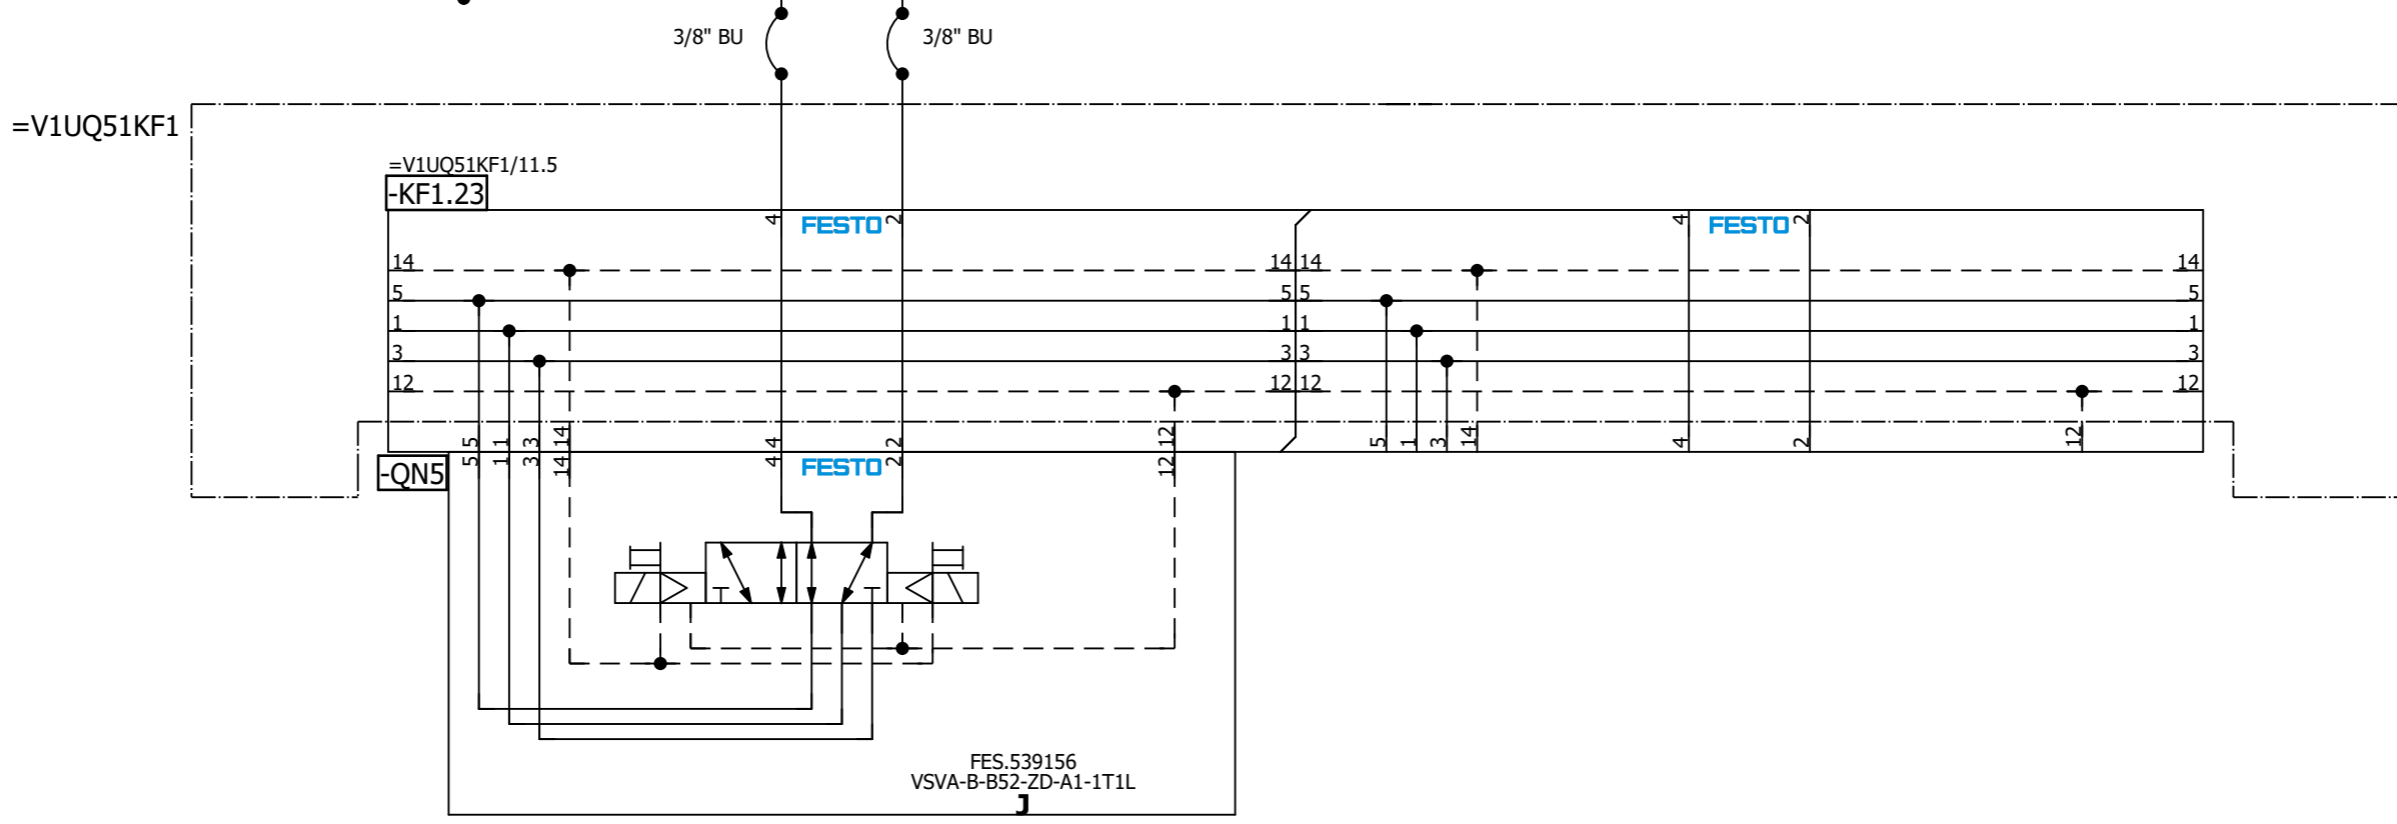 3/8" BU
3/8" BU
=V1UQ51KF1
=V1UQ51KF1/11.5
-KF1.23
4 FESTO 2
4 FESTO 2
14 14 14 14
5 5 5 5
1 1 1 1
3 3 3 3
12 12 12 12
5 1 3 14 4 2 12
5 1 3 14 4 2 12
-QN5
5 1 3 14 4 FESTO 2 12
FES.539156
VSVA-B-B52-ZD-A1-1T1L
J